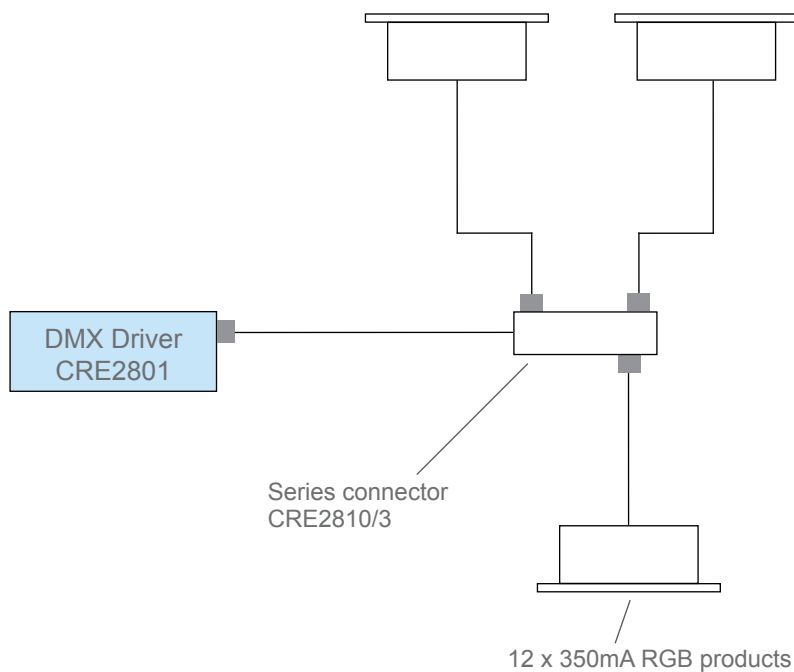 DMX Driver
CRE2801
Series connector
CRE2810/3
12 x 350mA RGB products